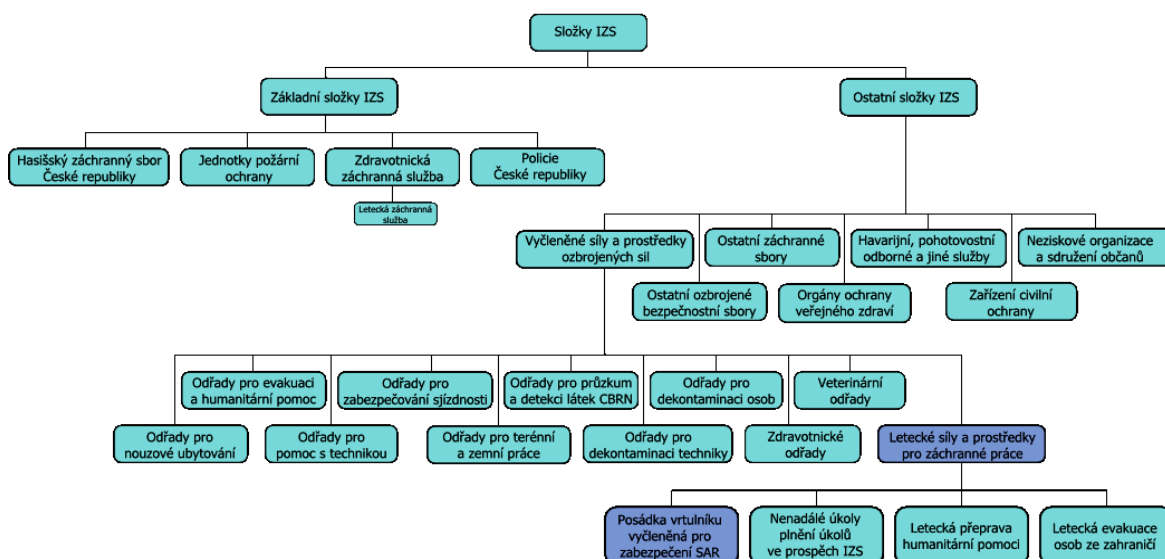 Složky IZS
Základní složky IZS
Ostatní složky IZS
Hasišský záchranný sbor
České republiky
Jednotky požární
ochrany
Zdravotnická
záchranná služba
Policie
České republiky
Letecká záchranná
služba
Vyčleněné síly a prostředky
ozbrojených sil
Ostatní záchranné
sbory
Havarijní, pohotovostní
odborné a jiné služby
Neziskové organizace
a sdružení občanů
Ostatní ozbrojené
bezpečnostní sbory
Orgány ochrany
veřejného zdraví
Zařízení civilní
ochrany
Odřady pro evakuaci
a humanitární pomoc
Odřady pro
zabezpečování sjízdnosti
Odřady pro průzkum
a detekci látek CBRN
Odřady pro
dekontaminaci osob
Veterinární
odřady
Odřady pro
nouzové ubytování
Odřady pro
pomoc s technikou
Odřady pro terénní
a zemní práce
Odřady pro
dekontaminaci techniky
Zdravotnické
odřady
Letecké síly a prostředky
pro záchranné práce
Posádka vrtulníku
vyčleněná pro
zabezpečení SAR
Nenadálé úkoly
plnění úkolů
ve prospěch IZS
Letecká přeprava
humanitární pomoci
Letecká evakuace
osob ze zahraničí